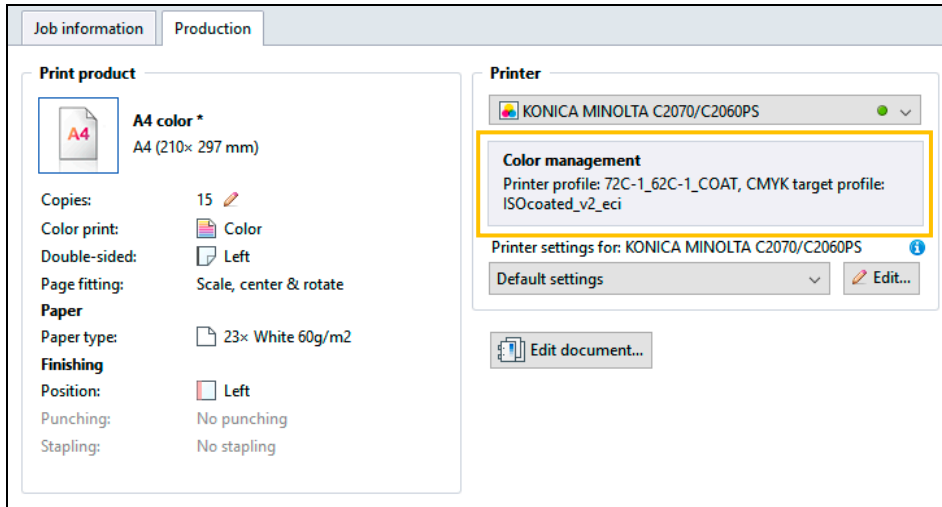 Job information
Production
Print product
A4
A4 color *
A4 (210× 297 mm)
Copies: 15
Color print: Color
Double-sided: Left
Page fitting: Scale, center & rotate
Paper
Paper type: 23× White 60g/m2
Finishing
Position: Left
Punching: No punching
Stapling: No stapling
Printer
KONICA MINOLTA C2070/C2060PS
Color management
Printer profile: 72C-1_62C-1_COAT, CMYK target profile:
ISOcoated_v2_eci
Printer settings for: KONICA MINOLTA C2070/C2060PS
Default settings
Edit...
Edit document...